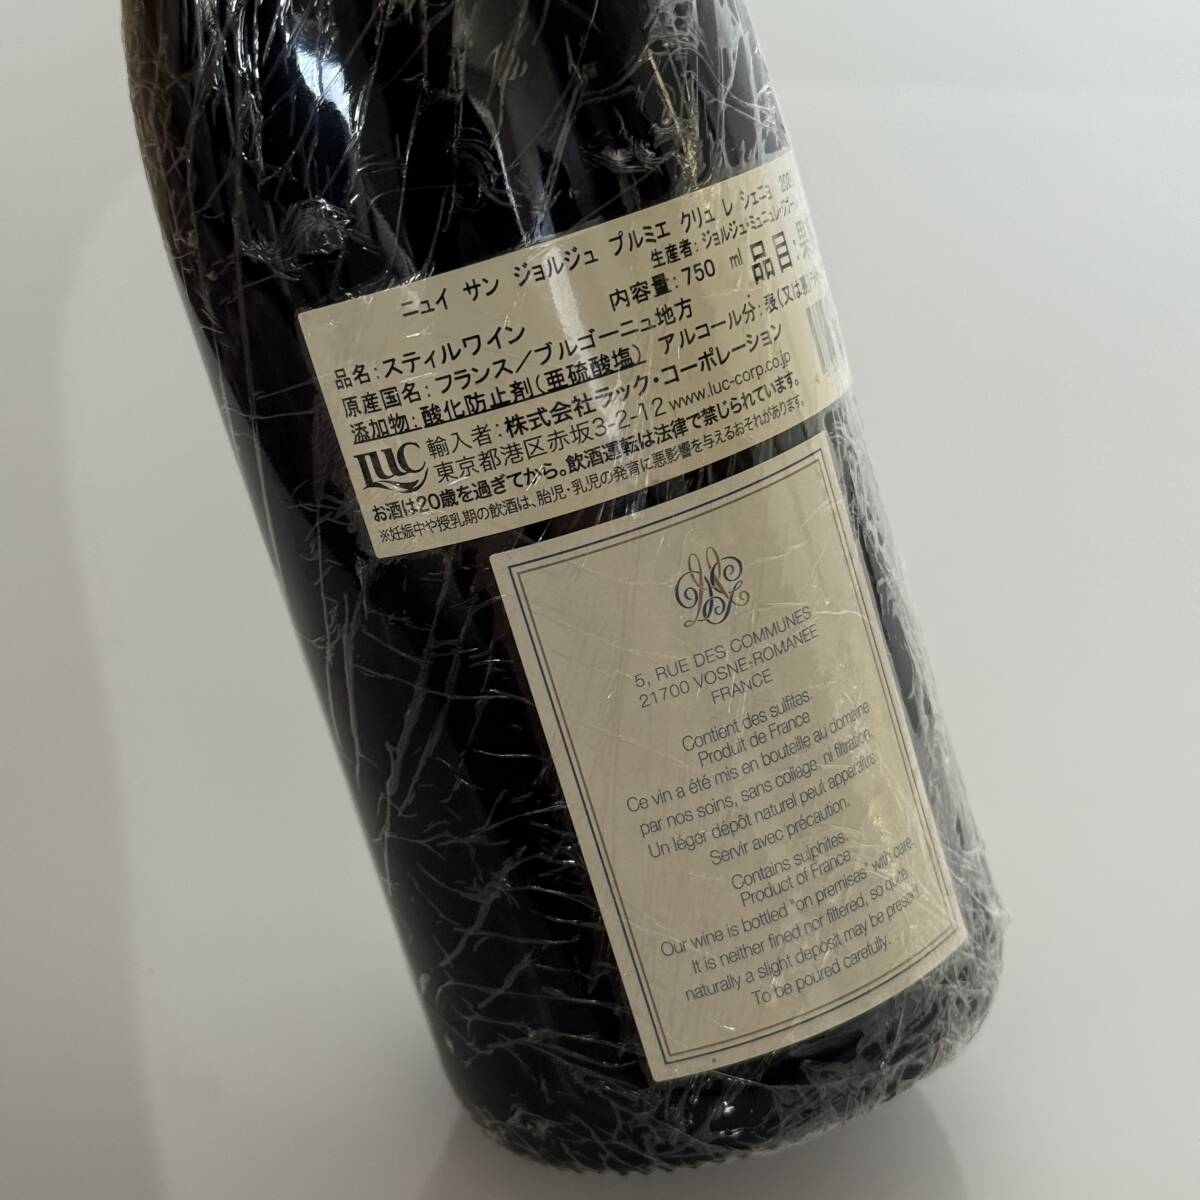 ニュイ サン ジョルジュ プルミエ クリュ レ シェニョ
生産者:ジョルジュ・ミュニュレ・ジブール
品名:スティルワイン 内容量:750 ml 品目:果
原産国名:フランス/ブルゴーニュ地方
添加物:酸化防止剤(亜硫酸塩) アルコール分:
LUC
輸入者:株式会社ラック・コーポレーション
東京都港区赤坂3-2-12 www.luc-corp.co.jp
お酒は20歳を過ぎてから。飲酒運転は法律で禁じられています。
※妊娠中や授乳期の飲酒は、胎児・乳児の発育に悪影響を与えるおそれがあります。
5, RUE DES COMMUNES
21700 VOSNE-ROMANÉE
FRANCE
Contient des sulfites.
Produit de France
Ce vin a été mis en bouteille au domaine
par nos soins, sans collage, ni filtration.
Un léger dépôt naturel peut apparaître
Servir avec précaution.
Contains sulphites.
Product of France
Our wine is bottled "on premises" with care.
It is neither fined nor filtered, so quite
naturally a slight deposit may be present
To be poured carefully.